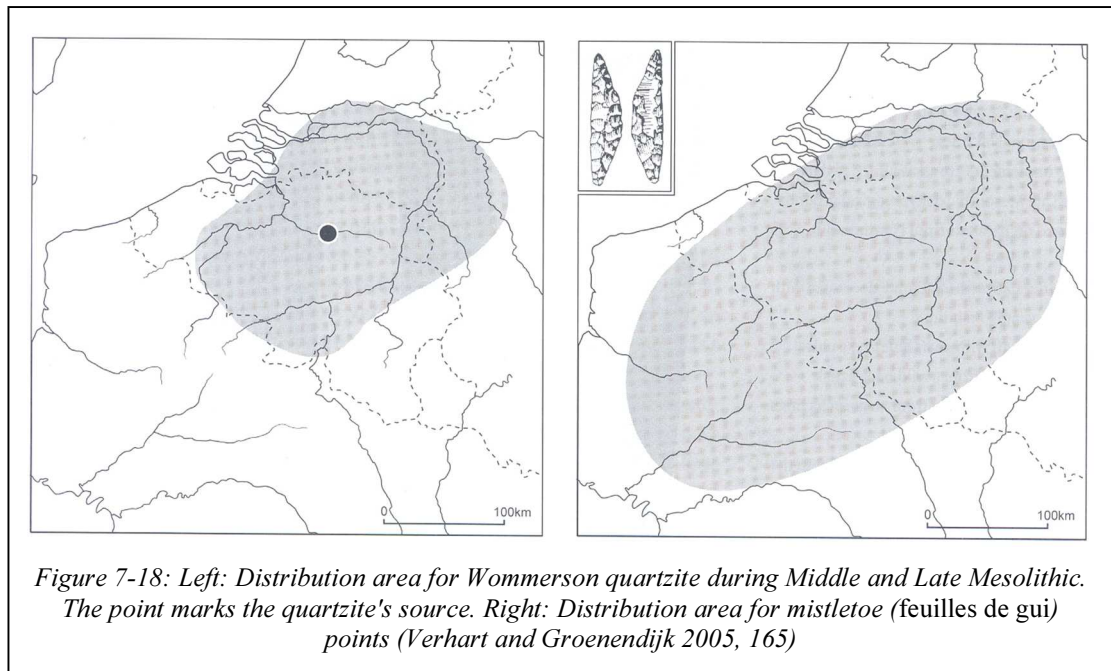 0 100km
0 100km
Figure 7-18: Left: Distribution area for Wommerson quartzite during Middle and Late Mesolithic.
The point marks the quartzite's source. Right: Distribution area for mistletoe (feuilles de gui)
points (Verhart and Groenendijk 2005, 165)